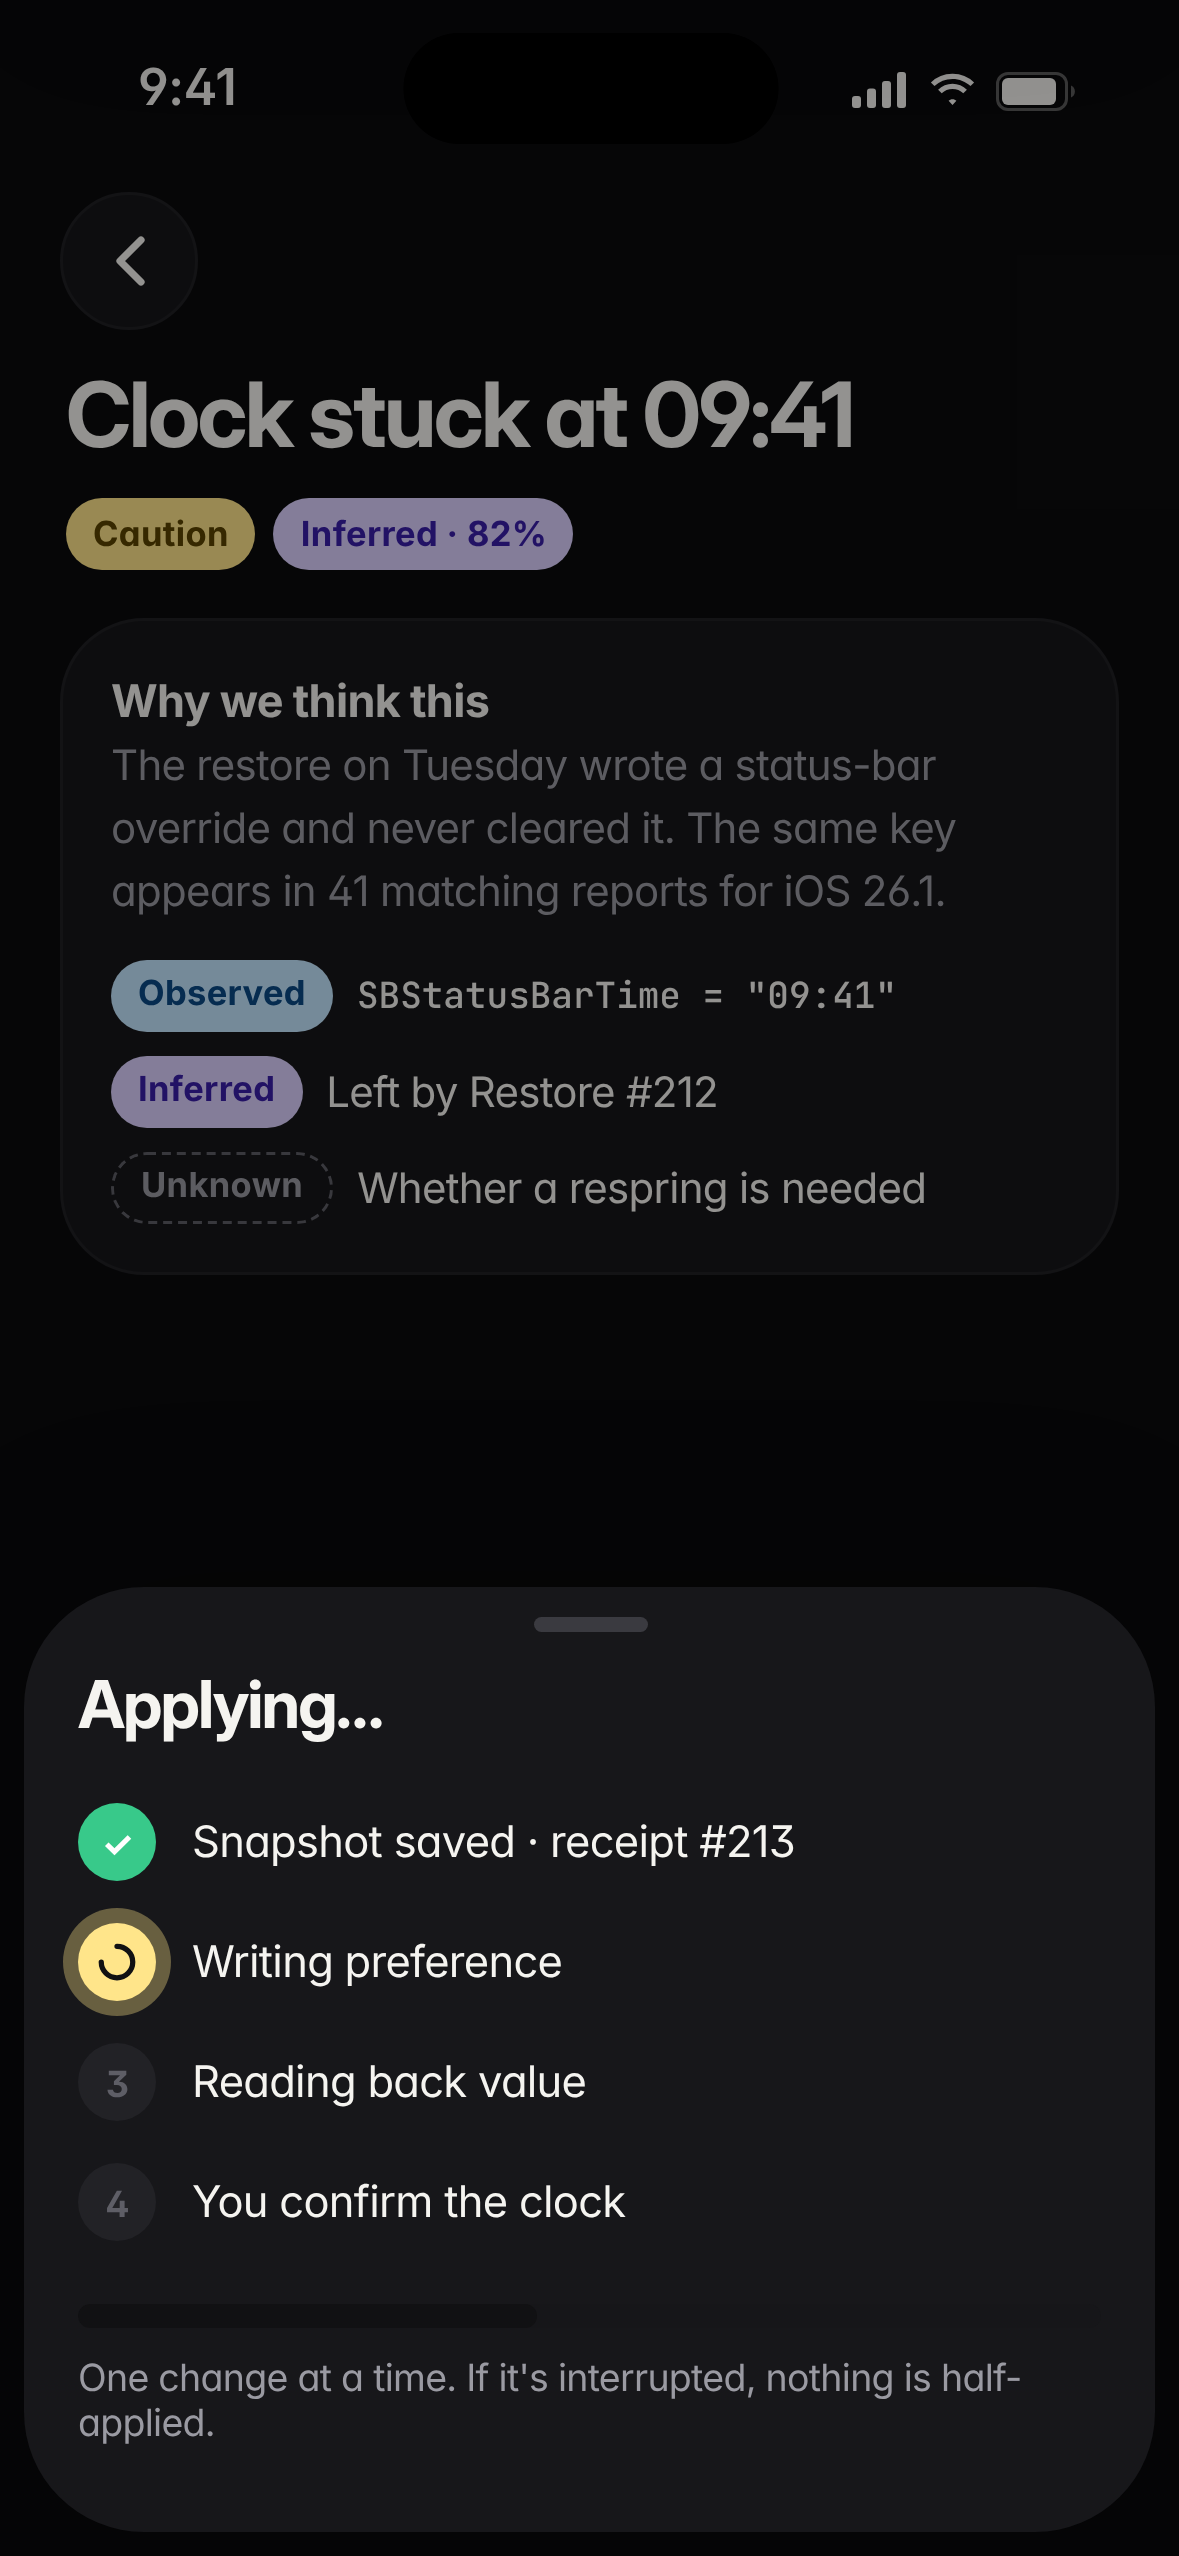 9:41
Clock stuck at 09:41
Caution
Inferred · 82%
Why we think this
The restore on Tuesday wrote a status-bar
override and never cleared it. The same key
appears in 41 matching reports for iOS 26.1.
Observed SBStatusBarTime = "09:41"
Inferred Left by Restore #212
Unknown Whether a respring is needed
Applying...
Snapshot saved · receipt #213
Writing preference
3 Reading back value
4 You confirm the clock
One change at a time. If it's interrupted, nothing is half-
applied.